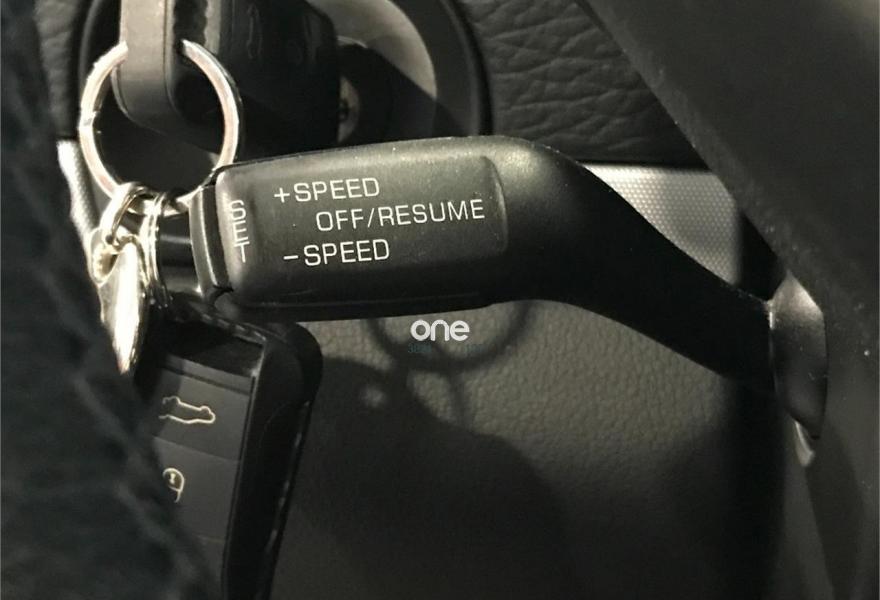 +SPEED
SET
OFF/RESUME
-SPEED
one